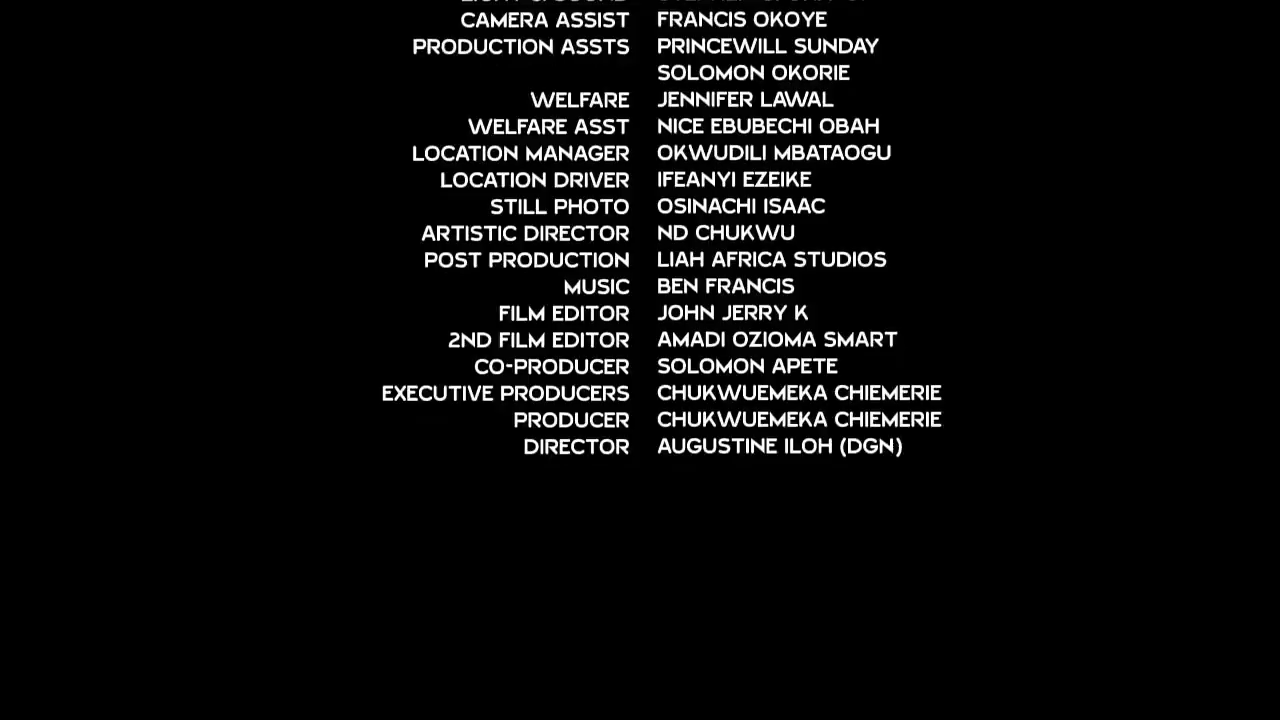 CAMERA ASSIST FRANCIS OKOYE
PRODUCTION ASSTS PRINCEWILL SUNDAY
SOLOMON OKORIE
WELFARE JENNIFER LAWAL
WELFARE ASST NICE EBUBECHI OBAH
LOCATION MANAGER OKWUDILI MBATAOGU
LOCATION DRIVER IFEANYI EZEIKE
STILL PHOTO OSINACHI ISAAC
ARTISTIC DIRECTOR ND CHUKWU
POST PRODUCTION LIAH AFRICA STUDIOS
MUSIC BEN FRANCIS
FILM EDITOR JOHN JERRY K
2ND FILM EDITOR AMADI OZIOMA SMART
CO-PRODUCER SOLOMON APETE
EXECUTIVE PRODUCERS CHUKWUEMEKA CHIEMERIE
PRODUCER CHUKWUEMEKA CHIEMERIE
DIRECTOR AUGUSTINE ILOH (DGN)